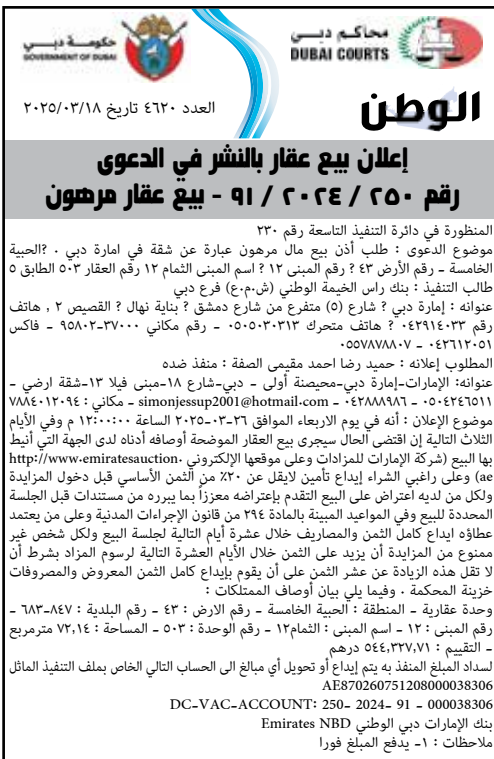 حكومــة دبـــي
GOVERNMENT OF DUBAI
محاكـم دبـــي
DUBAI COURTS
الوطن
العدد ٤٦٢٠ تاريخ ٢٠٢٥/٠٣/١٨
إعلان بيع عقار بالنشر في الدعوى
رقم ٢٥٠ / ٢٠٢٤ / ٩١ - بيع عقار مرهون
المنظورة في دائرة التنفيذ التاسعة رقم ٢٣٠
موضوع الدعوى : طلب أذن بيع مال مرهون عبارة عن شقة في امارة دبي . ?الحبية
الخامسة - رقم الأرض ٤٣ ? رقم المبنى ١٢ ? اسم المبنى الثمام ١٢ رقم العقار ٥٠٣ الطابق ٥
طالب التنفيذ : بنك راس الخيمة الوطني (ش.م.ع) فرع دبي
عنوانه : إمارة دبي ? شارع (٥) متفرع من شارع دمشق ? بناية نهال ? القصيص ٢ , هاتف
رقم ٠٤٢٩١٤٠٣٣ ? هاتف متحرك ٠٥٠٥٠٣٠٣١٣ - رقم مكاني ٣٧٠٠٠-٩٥٨٠٢ - فاكس
٠٤٢٦١٢٠٥١ - ٠٥٥٧٨٧٨٨٠٧
المطلوب إعلانه : حميد رضا احمد مقيمى الصفة : منفذ ضده
عنوانه: الإمارات-إمارة دبي-محيصنة أولى - دبي-شارع ١٨-مبنى فيلا ١٣-شقة ارضي -
٠٥٠٤٢٤٦٥١١ - ٠٤٢٨٨٨٩٨٦ - simonjessup2001@hotmail.com - مكاني : ٧٨٨٤٠١٢٠٩٤
موضوع الإعلان : أنه في يوم الاربعاء الموافق ٢٦-٠٣-٢٠٢٥ الساعة ١٢:٠٠:٠٠ م وفي الأيام
الثلاث التالية إن اقتضى الحال سيجرى بيع العقار الموضحة أوصافه أدناه لدى الجهة التي أنيط
بها البيع (شركة الإمارات للمزادات وعلى موقعها الإلكتروني http://www.emiratesauction.
ae) وعلى راغبي الشراء إيداع تأمين لايقل عن ٢٠٪ من الثمن الأساسي قبل دخول المزايدة
ولكل من لديه اعتراض على البيع التقدم بإعتراضه معززاً بما يبرره من مستندات قبل الجلسة
المحددة للبيع وفي المواعيد المبينة بالمادة ٢٩٤ من قانون الإجراءات المدنية وعلى من يعتمد
عطاؤه ايداع كامل الثمن والمصاريف خلال عشرة أيام التالية لجلسة البيع ولكل شخص غير
ممنوع من المزايدة أن يزيد على الثمن خلال الأيام العشرة التالية لرسوم المزاد بشرط أن
لا تقل هذه الزيادة عن عشر الثمن على أن يقوم بإيداع كامل الثمن المعروض والمصروفات
خزينة المحكمة . وفيما يلي بيان أوصاف الممتلكات :
وحدة عقارية - المنطقة : الحبية الخامسة - رقم الارض : ٤٣ - رقم البلدية : ٨٤٧-٦٨٣ -
رقم المبنى : ١٢ - اسم المبنى : الثمام١٢ - رقم الوحدة : ٥٠٣ - المساحة : ٧٢,١٤ مترمربع
- التقييم : ٥٤٤,٣٢٧,٧١ درهم
لسداد المبلغ المنفذ به يتم إيداع أو تحويل أي مبالغ الى الحساب التالي الخاص بملف التنفيذ الماثل
AE870260751208000038306
DC-VAC-ACCOUNT: 250- 2024- 91 - 000038306
بنك الإمارات دبي الوطني Emirates NBD
ملاحظات : ١- يدفع المبلغ فورا